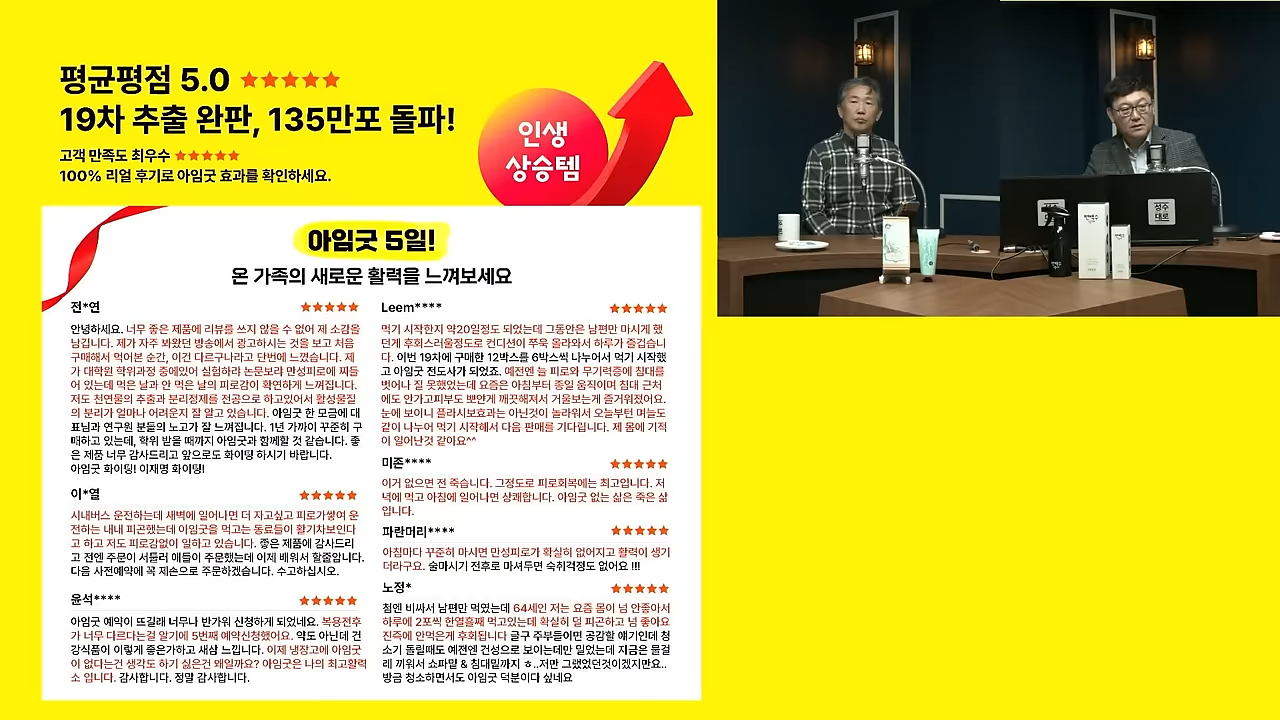 평균평점 5.0
19차 추출 완판, 135만포 돌파!
고객 만족도 최우수
100% 리얼 후기로 아임굿 효과를 확인하세요.
인생
상승템
아임굿 5일!
온 가족의 새로운 활력을 느껴보세요
전*연
안녕하세요. 너무 좋은 제품에 리뷰를 쓰지 않을 수 없어 제 소감을
남깁니다. 제가 자주 봐왔던 방송에서 광고하시는 것을 보고 처음
구매해서 먹어본 순간, 이건 다르구나라고 단번에 느꼈습니다. 제
가 대학원 학위과정 중에있어 실험하랴 논문보랴 만성피로에 찌들
어 있는데 먹은 날과 안 먹은 날의 피로감이 확연하게 느껴집니다.
저도 천연물의 추출과 분리정제를 전공으로 하고있어서 활성물질
의 분리가 얼마나 어려운지 잘 알고 있습니다. 아임굿 한 모금에 대
표님과 연구원 분들의 노고가 잘 느껴집니다. 1년 가까이 꾸준히 구
매하고 있는데, 학위 받을 때까지 아임굿과 함께할 것 같습니다. 좋
은 제품 너무 감사드리고 앞으로도 화이팅 하시기 바랍니다.
아임굿 화이팅! 이재명 화이팅!
이*열
시내버스 운전하는데 새벽에 일어나면 더 자고싶고 피로가쌓여 운
전하는 내내 피곤했는데 아임굿을 먹고는 동료들이 활기차보인다
고 하고 저도 피로감없이 일하고 있습니다. 좋은 제품에 감사드리
고 전엔 주문이 서툴러 애들이 주문했는데 이제 배워서 할줄압니다.
다음 사전예약에 꼭 제손으로 주문하겠습니다. 수고하십시오.
윤석****
아임굿 예약이 뜨길래 너무나 반가워 신청하게 되었네요. 복용전후
가 너무 다르다는걸 알기에 5번째 예약신청했어요. 약도 아닌데 건
강식품이 이렇게 좋은가하고 새삼 느낍니다. 이제 냉장고에 아임굿
이 없다는건 생각도 하기 싫은건 왜일까요? 아임굿은 나의 최고활력
소 입니다. 감사합니다. 정말 감사합니다.
Leem****
먹기 시작한지 약20일정도 되었는데 그동안은 남편만 마시게 했
던게 후회스러울정도로 컨디션이 쭈욱 올라와서 하루가 즐겁습니
다. 이번 19차에 구매한 12박스를 6박스씩 나누어서 먹기 시작했
고 아임굿 전도사가 되었죠. 예전엔 늘 피로와 무기력증에 침대를
벗어나 질 못했었는데 요즘은 아침부터 종일 움직이며 침대 근처
에도 안가고피부도 뽀얀게 깨끗해져서 거울보는게 즐거워졌어요.
눈에 보이니 플라시보효과는 아닌것이 놀라워서 오늘부턴 며늘도
같이 나누어 먹기 시작해서 다음 판매를 기다립니다. 제 몸에 기적
이 일어난것 같아요^^
미존****
이거 없으면 전 죽습니다. 그정도로 피로회복에는 최고입니다. 저
녁에 먹고 아침에 일어나면 상쾌합니다. 아임굿 없는 삶은 죽은 삶
입니다.
파란머리****
아침마다 꾸준히 마시면 만성피로가 확실히 없어지고 활력이 생기
더라구요. 술마시기 전후로 마셔두면 숙취걱정도 없어요 !!!
노정*
첨엔 비싸서 남편만 먹였는데 64세인 저는 요즘 몸이 넘 안좋아서
하루에 2포씩 한열흘째 먹고있는데 확실히 덜 피곤하고 넘 좋아요
진즉에 안먹은게 후회됩니다 글구 주부들이면 공감할 얘기인데 청
소기 돌릴때도 예전엔 건성으로 보이는데만 밀었는데 지금은 물걸
레 끼워서 쇼파밑 & 침대밑까지 ㅎ..저만 그랬었던것이겠지만요..
방금 청소하면서도 아임굿 덕분이다 싶네요
성수
대로